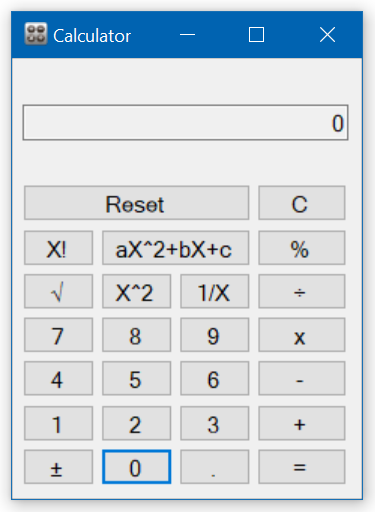 Calculator
0
Reset C
X! aX^2+bX+c %
√ X^2 1/X ÷
7 8 9 x
4 5 6 -
1 2 3 +
± 0 . =